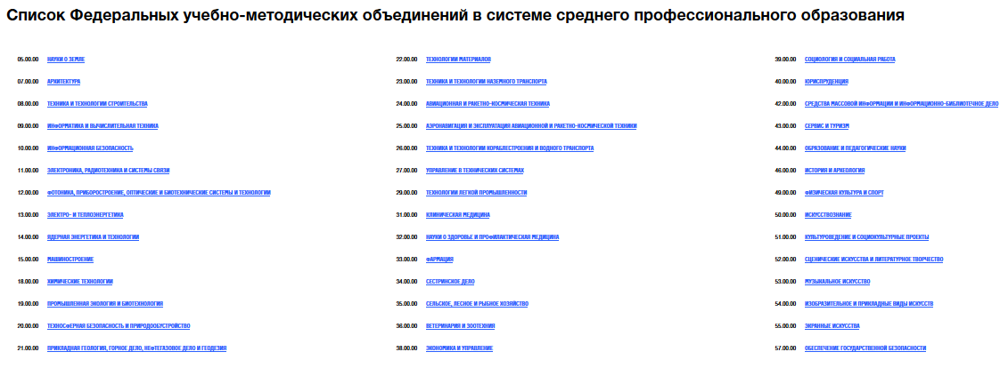 Список Федеральных учебно-методических объединений в системе среднего профессионального образования
05.00.00 НАУКИ О ЗЕМЛЕ
07.00.00 АРХИТЕКТУРА
08.00.00 ТЕХНИКА И ТЕХНОЛОГИИ СТРОИТЕЛЬСТВА
09.00.00 ИНФОРМАТИКА И ВЫЧИСЛИТЕЛЬНАЯ ТЕХНИКА
10.00.00 ИНФОРМАЦИОННАЯ БЕЗОПАСНОСТЬ
11.00.00 ЭЛЕКТРОНИКА, РАДИОТЕХНИКА И СИСТЕМЫ СВЯЗИ
12.00.00 ФОТОНИКА, ПРИБОРОСТРОЕНИЕ, ОПТИЧЕСКИЕ И БИОТЕХНИЧЕСКИЕ СИСТЕМЫ И ТЕХНОЛОГИИ
13.00.00 ЭЛЕКТРО- И ТЕПЛОЭНЕРГЕТИКА
14.00.00 ЯДЕРНАЯ ЭНЕРГЕТИКА И ТЕХНОЛОГИИ
15.00.00 МАШИНОСТРОЕНИЕ
18.00.00 ХИМИЧЕСКИЕ ТЕХНОЛОГИИ
19.00.00 ПРОМЫШЛЕННАЯ ЭКОЛОГИЯ И БИОТЕХНОЛОГИЯ
20.00.00 ТЕХНОСФЕРНАЯ БЕЗОПАСНОСТЬ И ПРИРОДООБУСТРОЙСТВО
21.00.00 ПРИКЛАДНАЯ ГЕОЛОГИЯ, ГОРНОЕ ДЕЛО, НЕФТЕГАЗОВОЕ ДЕЛО И ГЕОДЕЗИЯ
22.00.00 ТЕХНОЛОГИИ МАТЕРИАЛОВ
23.00.00 ТЕХНИКА И ТЕХНОЛОГИИ НАЗЕМНОГО ТРАНСПОРТА
24.00.00 АВИАЦИОННАЯ И РАКЕТНО-КОСМИЧЕСКАЯ ТЕХНИКА
25.00.00 АЭРОНАВИГАЦИЯ И ЭКСПЛУАТАЦИЯ АВИАЦИОННОЙ И РАКЕТНО-КОСМИЧЕСКОЙ ТЕХНИКИ
26.00.00 ТЕХНИКА И ТЕХНОЛОГИИ КОРАБЛЕСТРОЕНИЯ И ВОДНОГО ТРАНСПОРТА
27.00.00 УПРАВЛЕНИЕ В ТЕХНИЧЕСКИХ СИСТЕМАХ
29.00.00 ТЕХНОЛОГИИ ЛЕГКОЙ ПРОМЫШЛЕННОСТИ
31.00.00 КЛИНИЧЕСКАЯ МЕДИЦИНА
32.00.00 НАУКИ О ЗДОРОВЬЕ И ПРОФИЛАКТИЧЕСКАЯ МЕДИЦИНА
33.00.00 ФАРМАЦИЯ
34.00.00 СЕСТРИНСКОЕ ДЕЛО
35.00.00 СЕЛЬСКОЕ, ЛЕСНОЕ И РЫБНОЕ ХОЗЯЙСТВО
36.00.00 ВЕТЕРИНАРИЯ И ЗООТЕХНИЯ
38.00.00 ЭКОНОМИКА И УПРАВЛЕНИЕ
39.00.00 СОЦИОЛОГИЯ И СОЦИАЛЬНАЯ РАБОТА
40.00.00 ЮРИСПРУДЕНЦИЯ
42.00.00 СРЕДСТВА МАССОВОЙ ИНФОРМАЦИИ И ИНФОРМАЦИОННО-БИБЛИОТЕЧНОЕ ДЕЛО
43.00.00 СЕРВИС И ТУРИЗМ
44.00.00 ОБРАЗОВАНИЕ И ПЕДАГОГИЧЕСКИЕ НАУКИ
46.00.00 ИСТОРИЯ И АРХЕОЛОГИЯ
49.00.00 ФИЗИЧЕСКАЯ КУЛЬТУРА И СПОРТ
50.00.00 ИСКУССТВОЗНАНИЕ
51.00.00 КУЛЬТУРОВЕДЕНИЕ И СОЦИОКУЛЬТУРНЫЕ ПРОЕКТЫ
52.00.00 СЦЕНИЧЕСКИЕ ИСКУССТВА И ЛИТЕРАТУРНОЕ ТВОРЧЕСТВО
53.00.00 МУЗЫКАЛЬНОЕ ИСКУССТВО
54.00.00 ИЗОБРАЗИТЕЛЬНОЕ И ПРИКЛАДНЫЕ ВИДЫ ИСКУССТВ
55.00.00 ЭКРАННЫЕ ИСКУССТВА
57.00.00 ОБЕСПЕЧЕНИЕ ГОСУДАРСТВЕННОЙ БЕЗОПАСНОСТИ